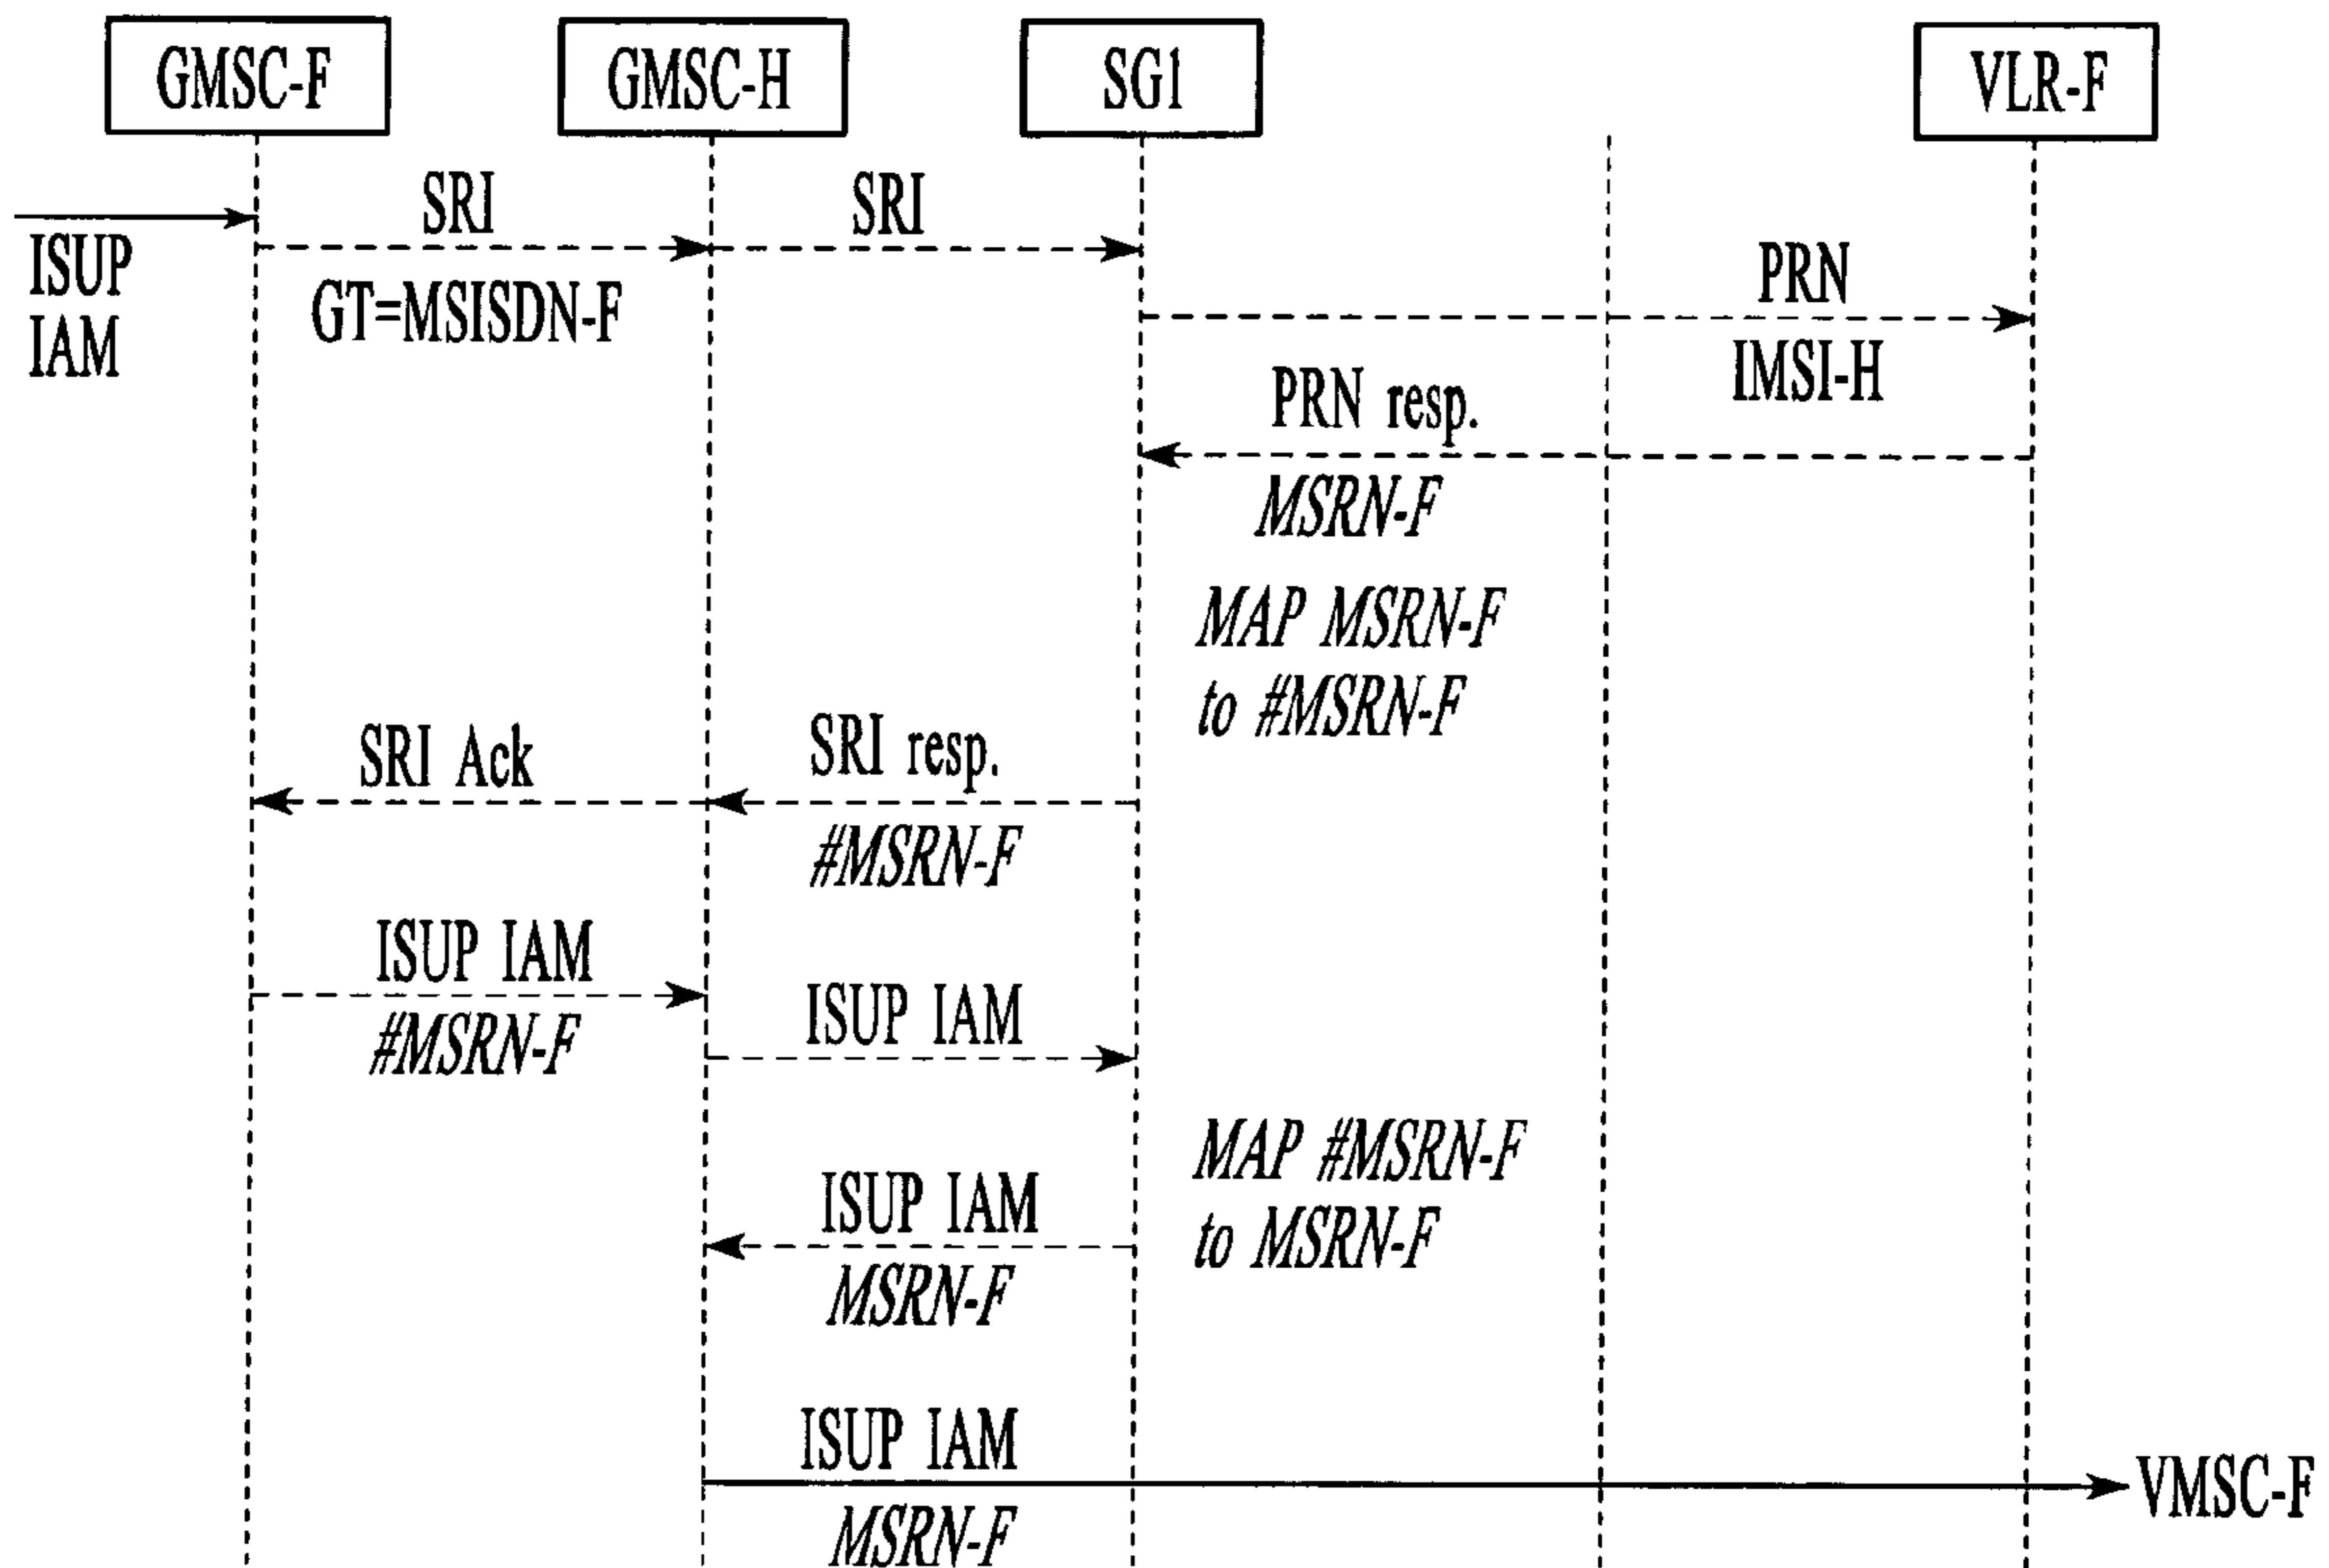 GMSC-F
GMSC-H
SG1
VLR-F
SRI
SRI
ISUP
IAM
GT=MSISDN-F
PRN
IMSI-H
PRN resp.
MSRN-F
MAP MSRN-F
to #MSRN-F
SRI Ack
SRI resp.
#MSRN-F
ISUP IAM
#MSRN-F
ISUP IAM
MAP #MSRN-F
to MSRN-F
ISUP IAM
MSRN-F
ISUP IAM
VMSC-F
MSRN-F